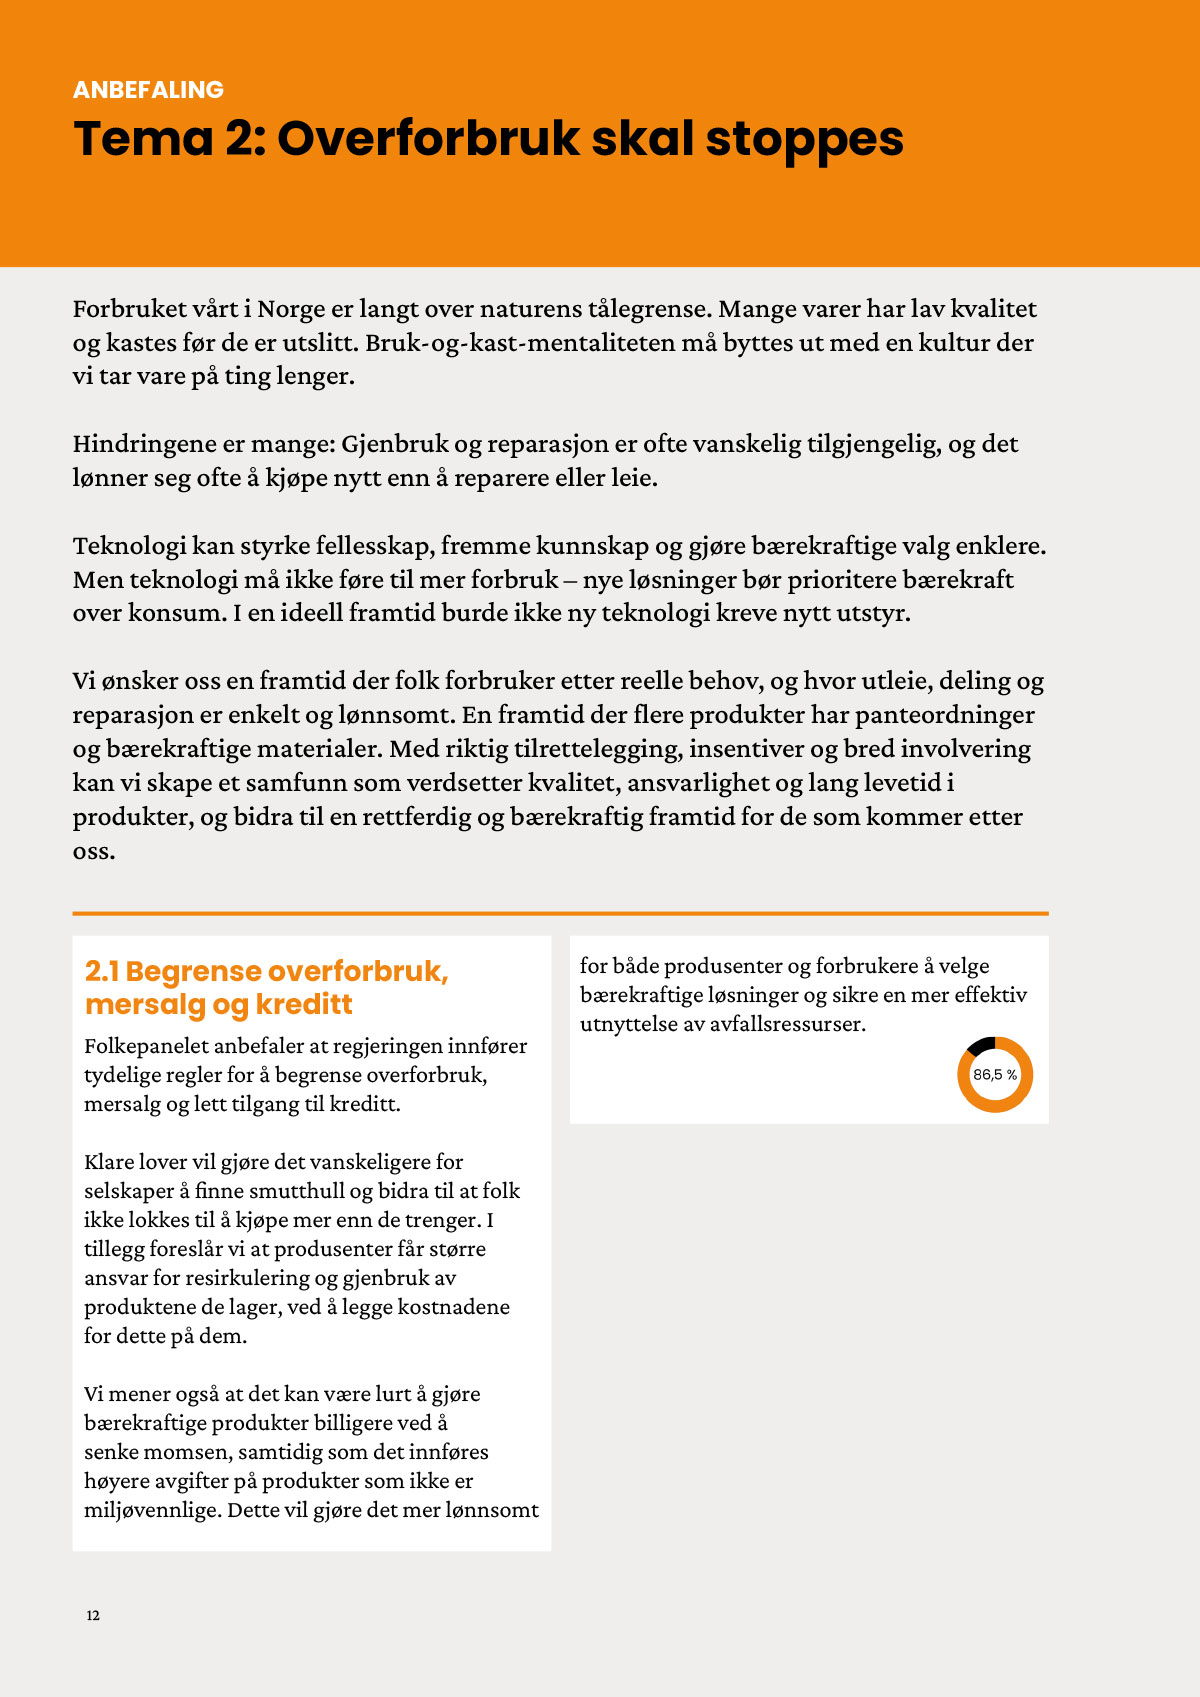 ANBEFALING
Tema 2: Overforbruk skal stoppes
Forbruket vårt i Norge er langt over naturens tålegrense. Mange varer har lav kvalitet
og kastes før de er utslitt. Bruk-og-kast-mentaliteten må byttes ut med en kultur der
vi tar vare på ting lenger.
Hindringene er mange: Gjenbruk og reparasjon er ofte vanskelig tilgjengelig, og det
lønner seg ofte å kjøpe nytt enn å reparere eller leie.
Teknologi kan styrke fellesskap, fremme kunnskap og gjøre bærekraftige valg enklere.
Men teknologi må ikke føre til mer forbruk – nye løsninger bør prioritere bærekraft
over konsum. I en ideell framtid burde ikke ny teknologi kreve nytt utstyr.
Vi ønsker oss en framtid der folk forbruker etter reelle behov, og hvor utleie, deling og
reparasjon er enkelt og lønnsomt. En framtid der flere produkter har panteordninger
og bærekraftige materialer. Med riktig tilrettelegging, insentiver og bred involvering
kan vi skape et samfunn som verdsetter kvalitet, ansvarlighet og lang levetid i
produkter, og bidra til en rettferdig og bærekraftig framtid for de som kommer etter
oss.
2.1 Begrense overforbruk,
mersalg og kreditt
Folkepanelet anbefaler at regjeringen innfører
tydelige regler for å begrense overforbruk,
mersalg og lett tilgang til kreditt.
Klare lover vil gjøre det vanskeligere for
selskaper å finne smutthull og bidra til at folk
ikke lokkes til å kjøpe mer enn de trenger. I
tillegg foreslår vi at produsenter får større
ansvar for resirkulering og gjenbruk av
produktene de lager, ved å legge kostnadene
for dette på dem.
Vi mener også at det kan være lurt å gjøre
bærekraftige produkter billigere ved å
senke momsen, samtidig som det innføres
høyere avgifter på produkter som ikke er
miljøvennlige. Dette vil gjøre det mer lønnsomt
for både produsenter og forbrukere å velge
bærekraftige løsninger og sikre en mer effektiv
utnyttelse av avfallsressurser.
86,5 %
12